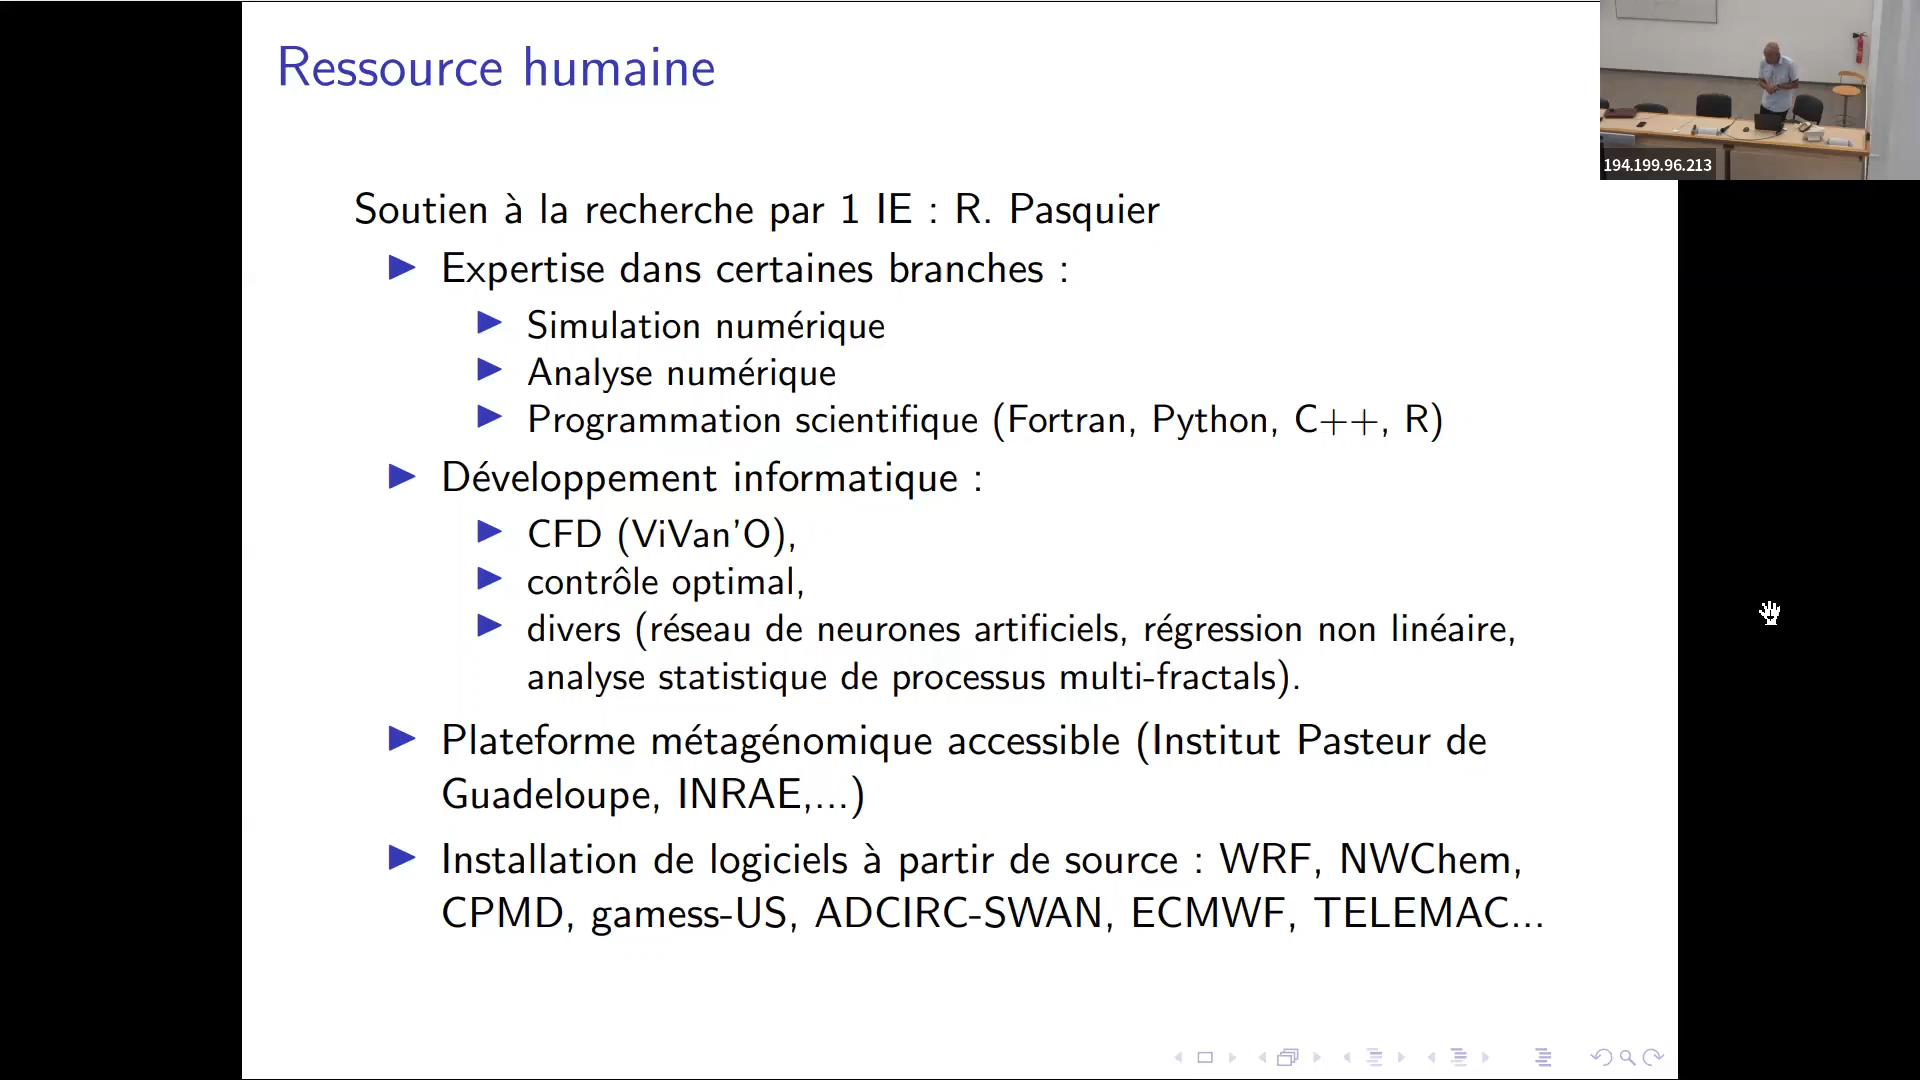 Ressource humaine
194.199.96.213
Soutien à la recherche par 1 IE : R. Pasquier
Expertise dans certaines branches :
Simulation numérique
Analyse numérique
Programmation scientifique (Fortran, Python, C++, R)
Développement informatique :
CFD (ViVan'O),
contrôle optimal,
divers (réseau de neurones artificiels, régression non linéaire,
analyse statistique de processus multi-fractals).
Plateforme métagénomique accessible (Institut Pasteur de
Guadeloupe, INRAE,...)
Installation de logiciels à partir de source : WRF, NWChem,
CPMD, gamess-US, ADCIRC-SWAN, ECMWF, TELEMAC...